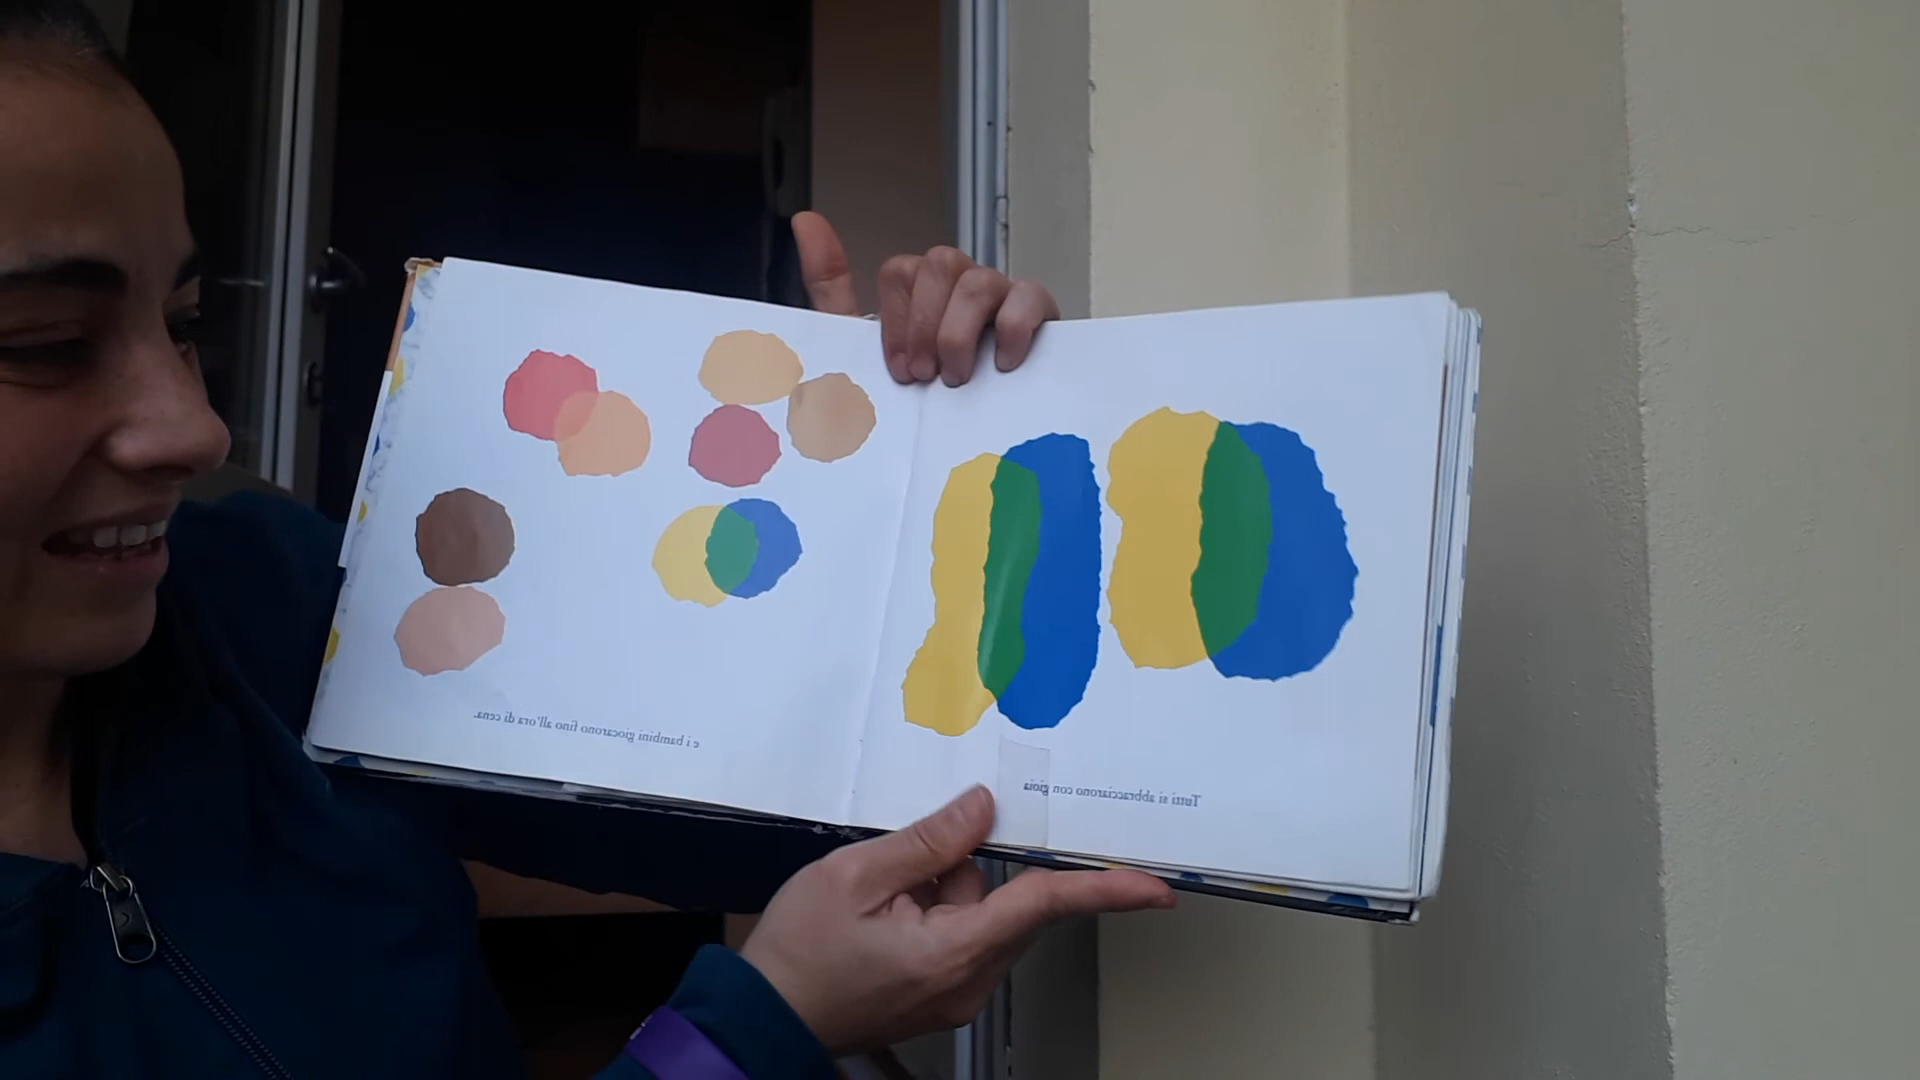 Tutti si abbracciarono con gioia
e i bambini giocarono fino all'ora di cena.